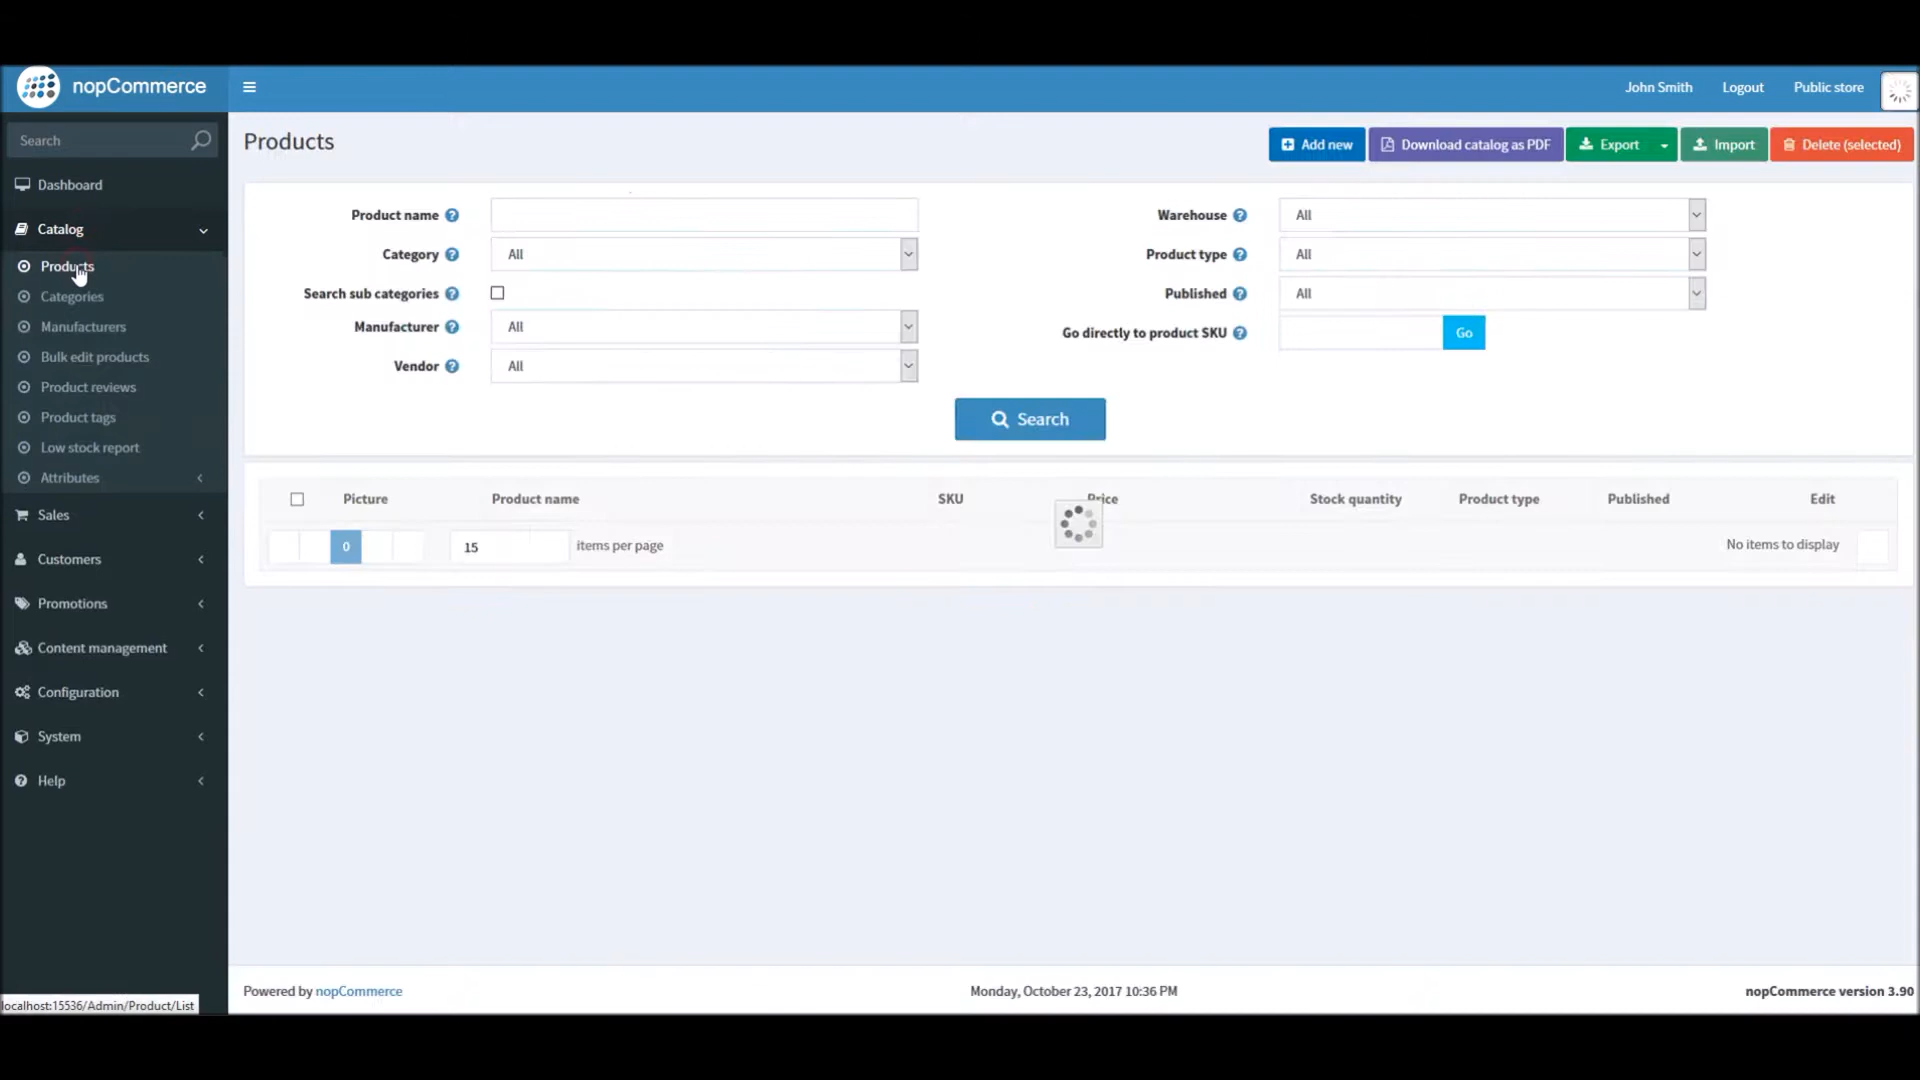 nopCommerce
John Smith
Logout
Public store
Search
Products
Add new
Download catalog as PDF
Export
Import
Delete (selected)
Dashboard
Catalog
Products
Categories
Manufacturers
Bulk edit products
Product reviews
Product tags
Low stock report
Attributes
Sales
Customers
Promotions
Content management
Configuration
System
Help
Product name
Category All
Search sub categories
Manufacturer All
Vendor All
Warehouse All
Product type All
Published All
Go directly to product SKU Go
Search
Picture Product name SKU Price Stock quantity Product type Published Edit
0 15 items per page No items to display
Powered by nopCommerce
Monday, October 23, 2017 10:36 PM
nopCommerce version 3.90
localhost:15536/Admin/Product/List